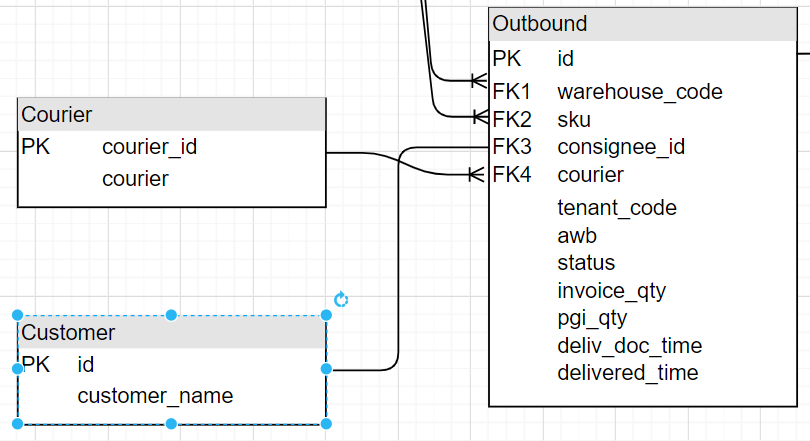 Outbound
PK id
FK1 warehouse_code
FK2 sku
FK3 consignee_id
FK4 courier
tenant_code
awb
status
invoice_qty
pgi_qty
deliv_doc_time
delivered_time
Courier
PK courier_id
courier
Customer
PK id
customer_name